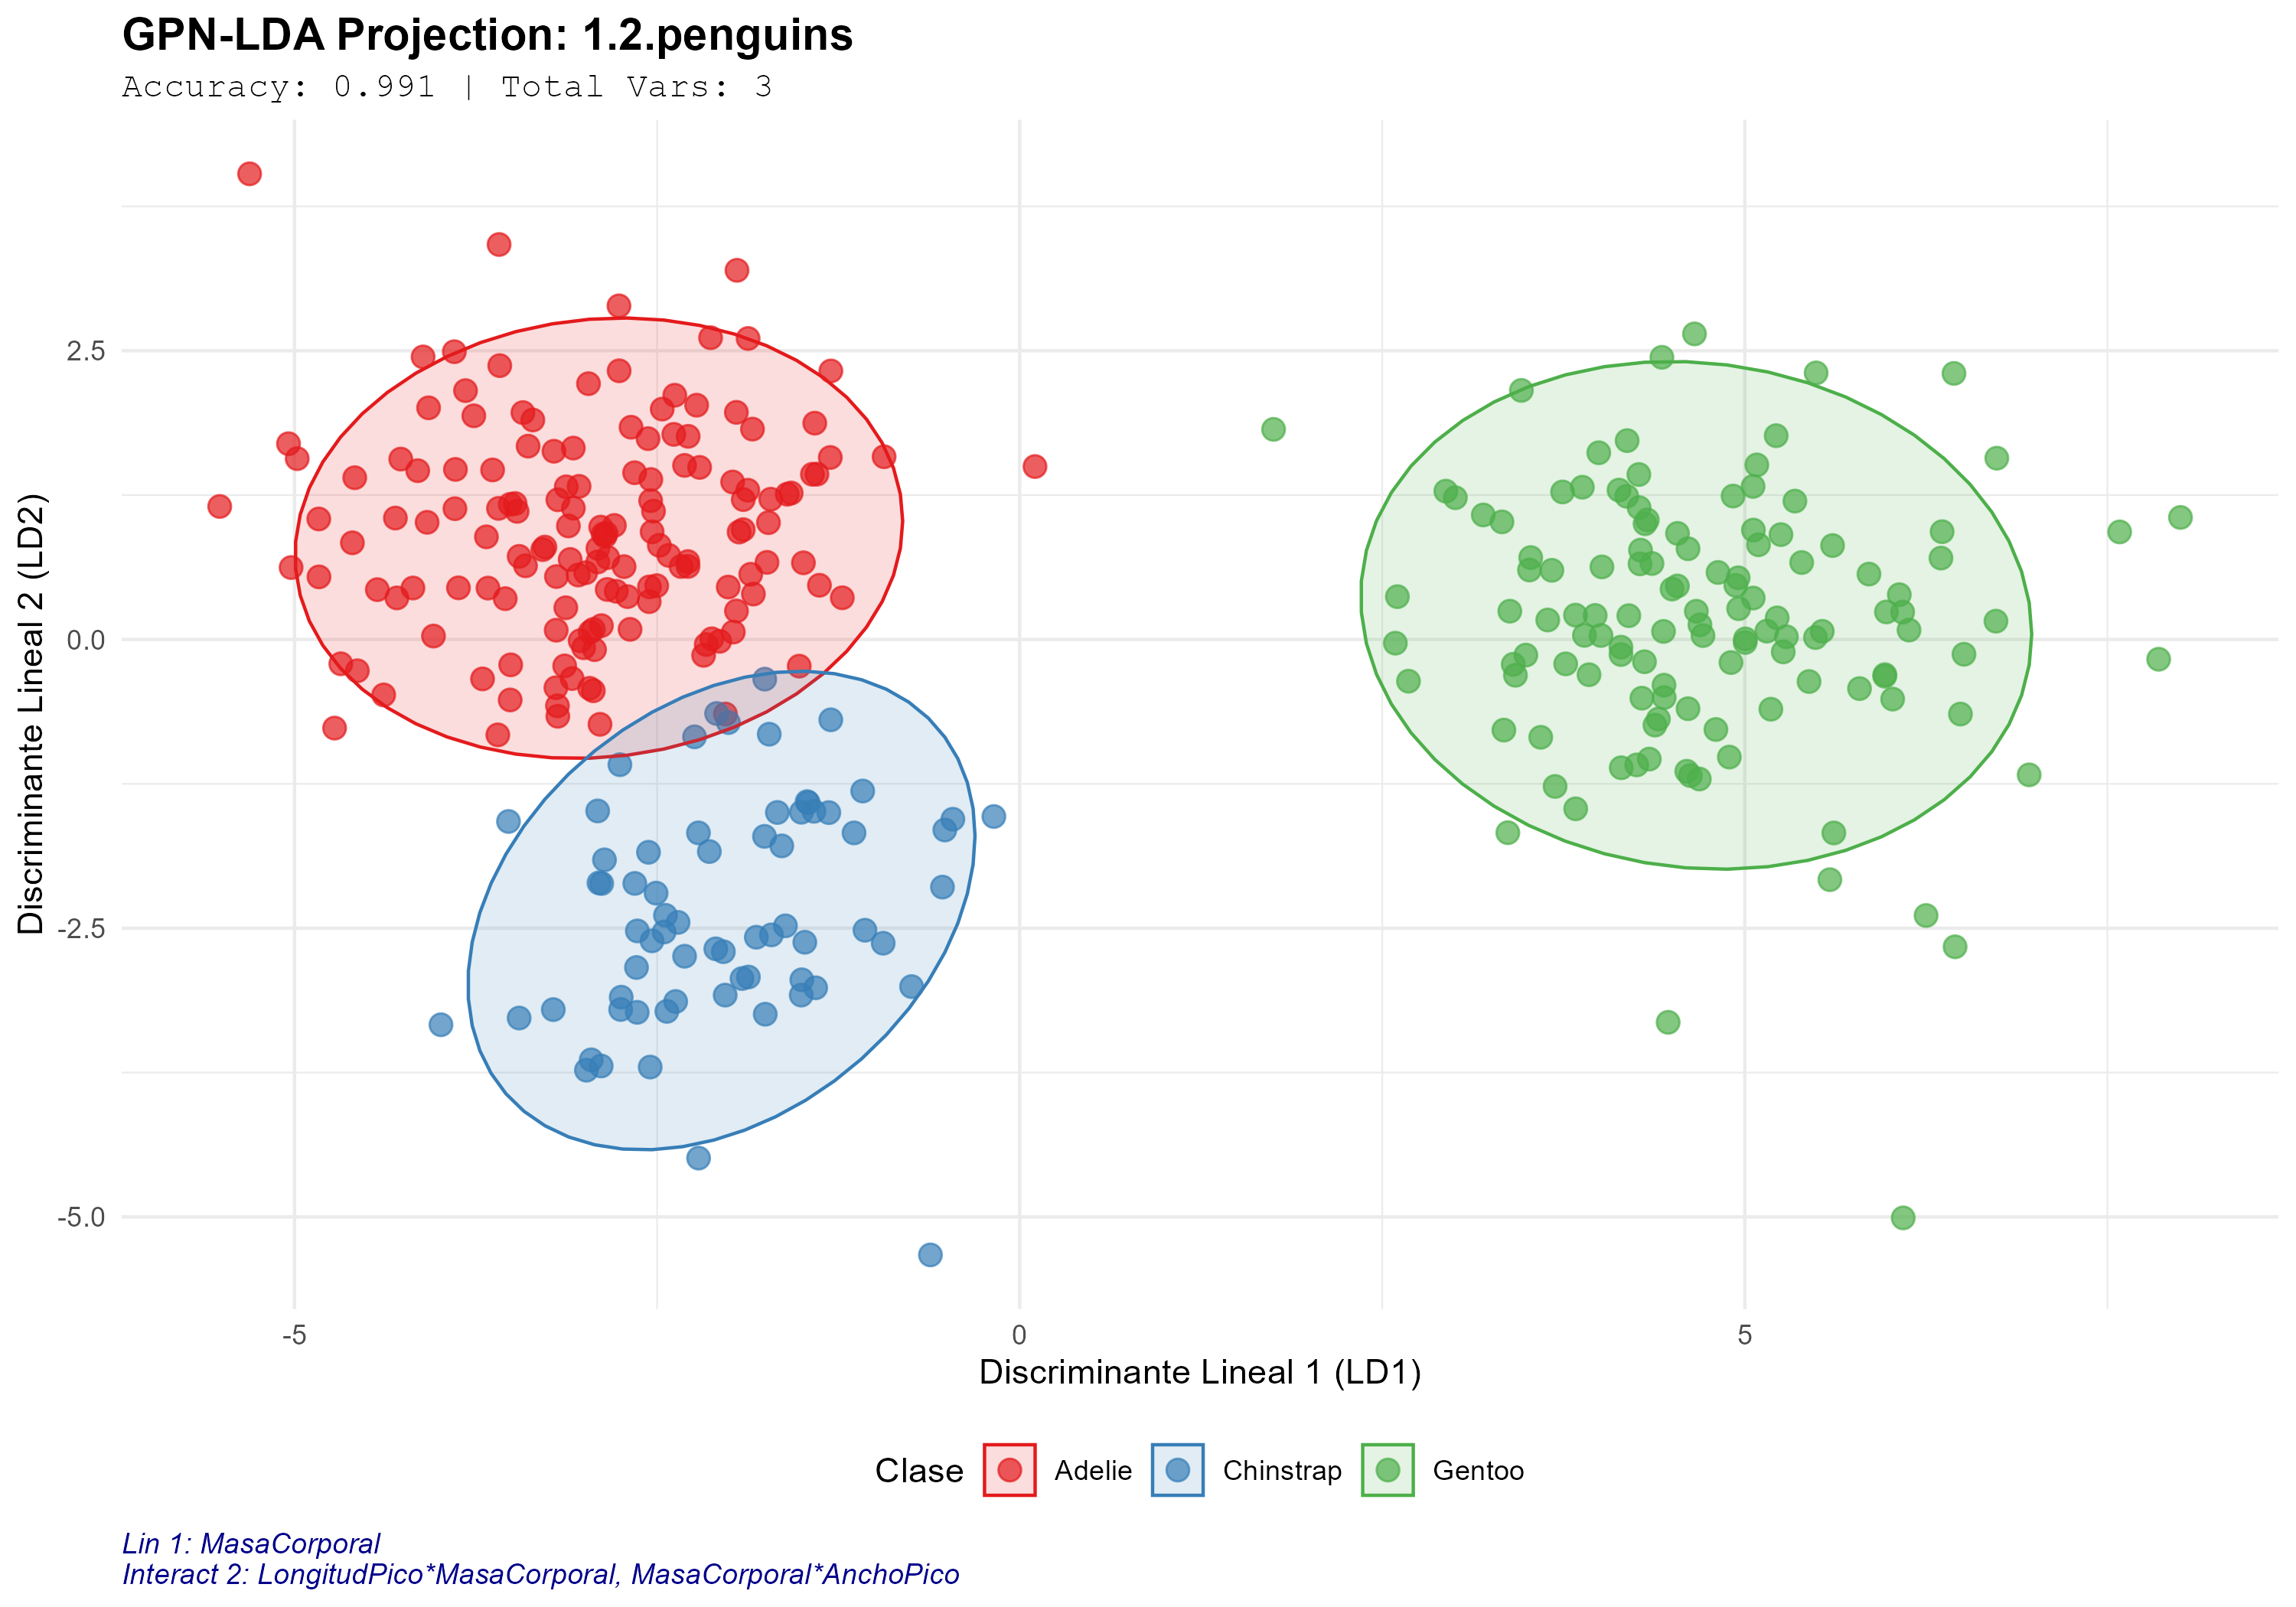 GPN-LDA Projection: 1.2.penguins
Accuracy: 0.991 | Total Vars: 3
Discriminante Lineal 2 (LD2)
2.5
0.0
-2.5
-5.0
-5 0 5
Discriminante Lineal 1 (LD1)
Clase Adelie Chinstrap Gentoo
Lin 1: MasaCorporal
Interact 2: LongitudPico*MasaCorporal, MasaCorporal*AnchoPico